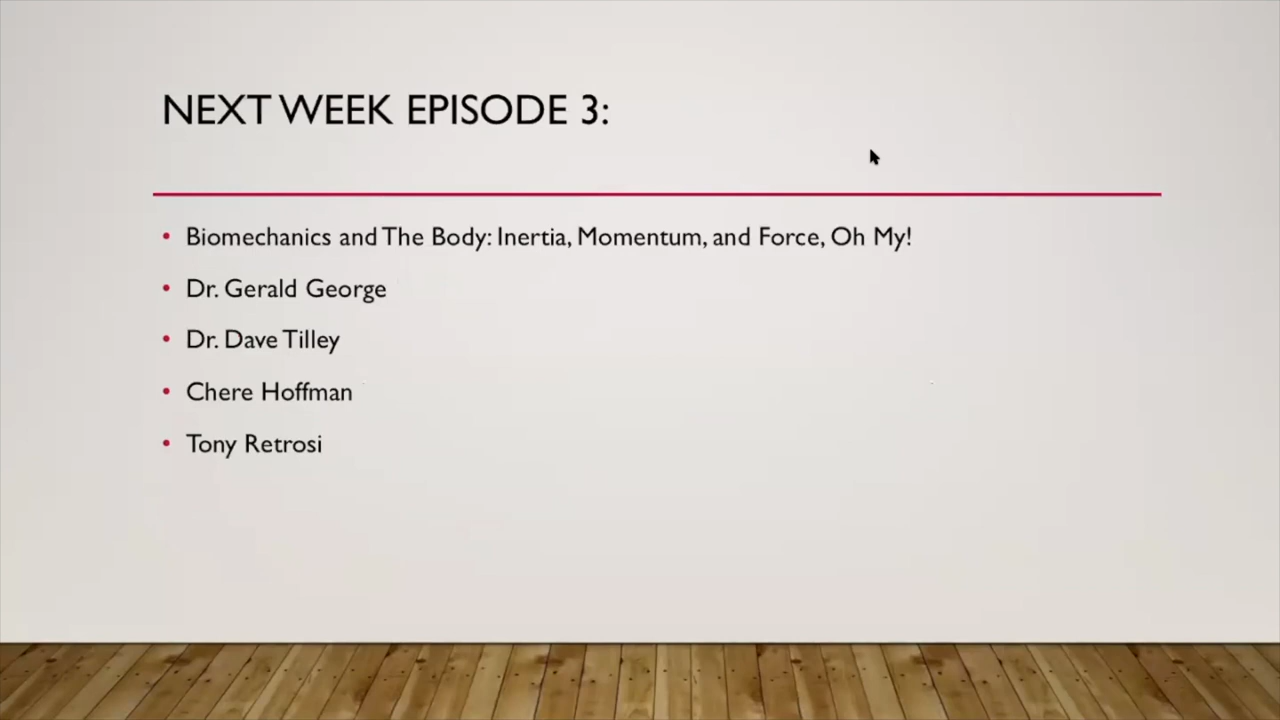 NEXT WEEK EPISODE 3:
• Biomechanics and The Body: Inertia, Momentum, and Force, Oh My!
• Dr. Gerald George
• Dr. Dave Tilley
• Chere Hoffman
• Tony Retrosi